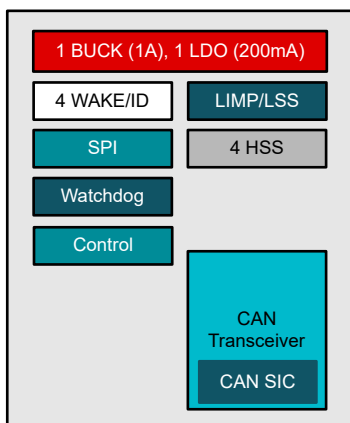 1 BUCK (1A), 1 LDO (200mA)
4 WAKE/ID
LIMP/LSS
SPI
4 HSS
Watchdog
Control
CAN
Transceiver
CAN SIC